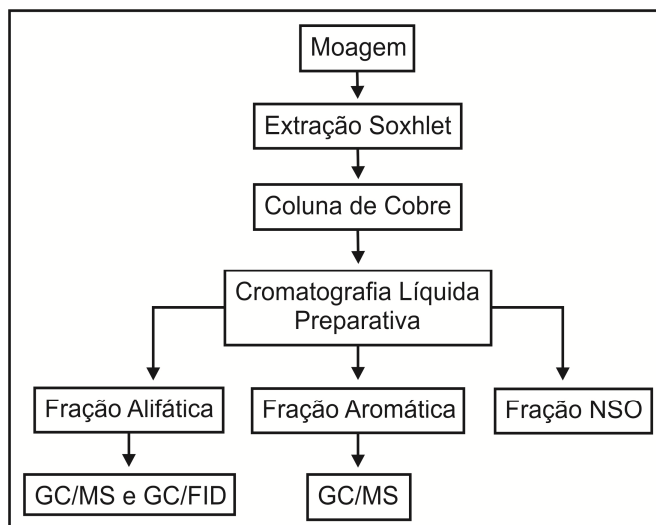 Moagem
Extração Soxhlet
Coluna de Cobre
Cromatografia Líquida
Preparativa
Fração Alifática
Fração Aromática
Fração NSO
GC/MS e GC/FID
GC/MS